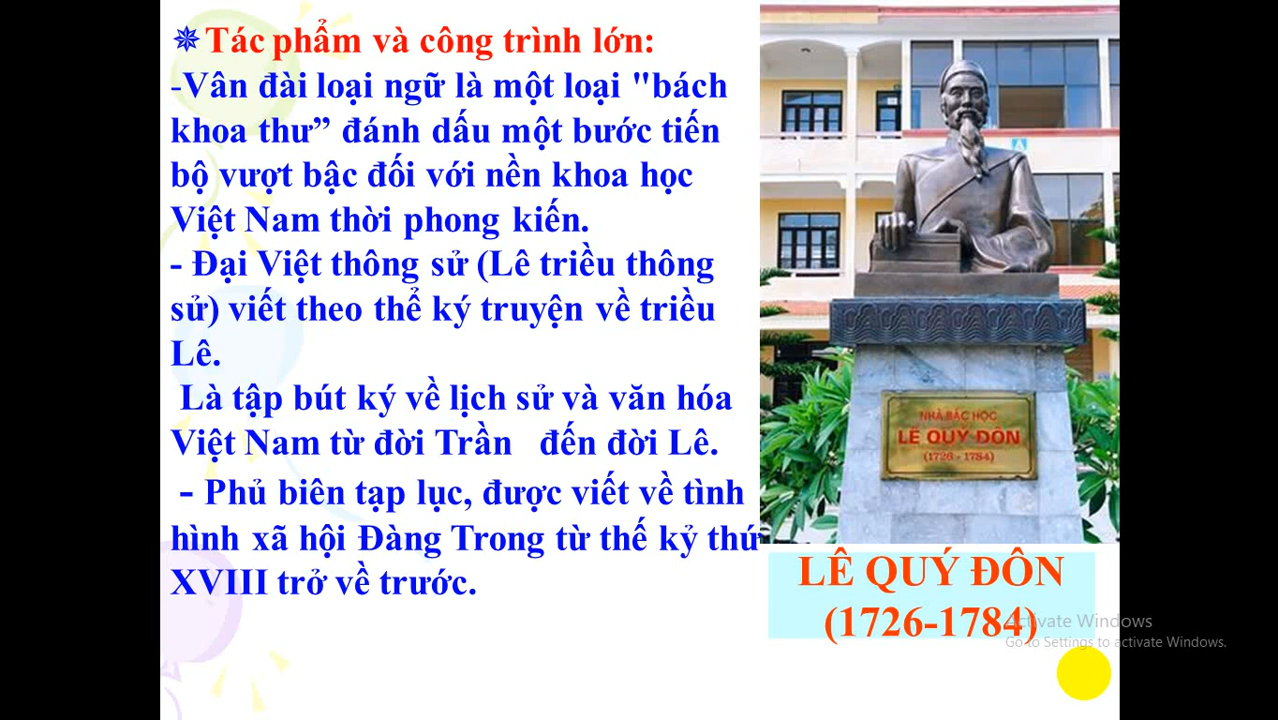 Tác phẩm và công trình lớn:
-Vân đài loại ngữ là một loại "bách
khoa thư” đánh dấu một bước tiến
bộ vượt bậc đối với nền khoa học
Việt Nam thời phong kiến.
- Đại Việt thông sử (Lê triều thông
sử) viết theo thể ký truyện về triều
Lê.
Là tập bút ký về lịch sử và văn hóa
Việt Nam từ đời Trần đến đời Lê.
- Phủ biên tạp lục, được viết về tình
hình xã hội Đàng Trong từ thế kỷ thứ
XVIII trở về trước.
NHÀ BÁC HỌC
LÊ QUÝ ĐÔN
(1726 - 1784)
LÊ QUÝ ĐÔN
(1726-1784)
Activate Windows
Go to Settings to activate Windows.